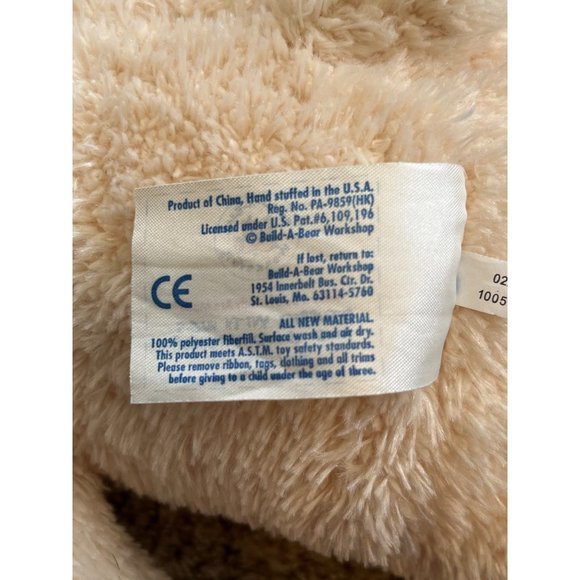 Product of China, Hand stuffed in the U.S.A.
Reg. No. PA-9859(HK)
Licensed under U.S. Pat.#6,109,196
© Build-A-Bear Workshop
If lost, return to:
Build-A-Bear Workshop
1954 Innerbelt Bus. Ctr. Dr.
St. Louis, Mo. 63114-5760
CE
ALL NEW MATERIAL.
100% polyester fiberfill. Surface wash and air dry.
This product meets A.S.T.M. toy safety standards.
Please remove ribbon, tags, clothing and all trims
before giving to a child under the age of three.
02
1005